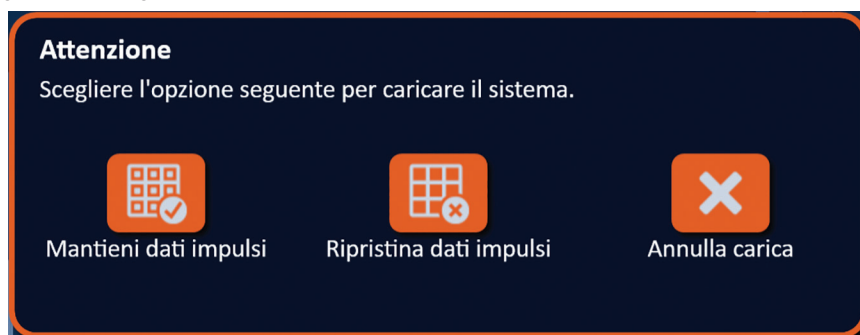 Attenzione
Scegliere l'opzione seguente per caricare il sistema.
Mantieni dati impulsi
Ripristina dati impulsi
Annulla carica